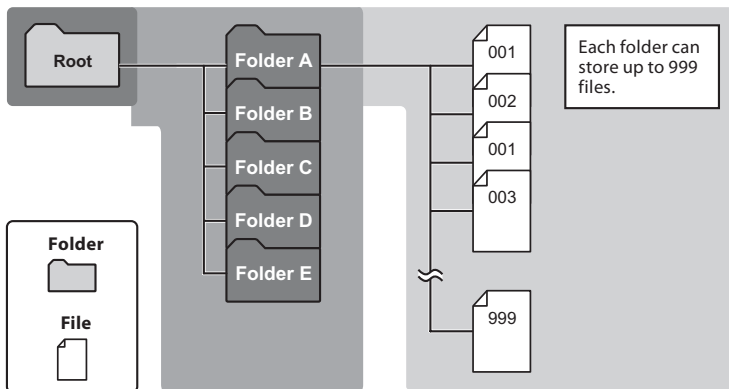 Root
Folder A
Folder B
Folder C
Folder D
Folder E
001
002
001
003
999
Each folder can
store up to 999
files.
Folder
File